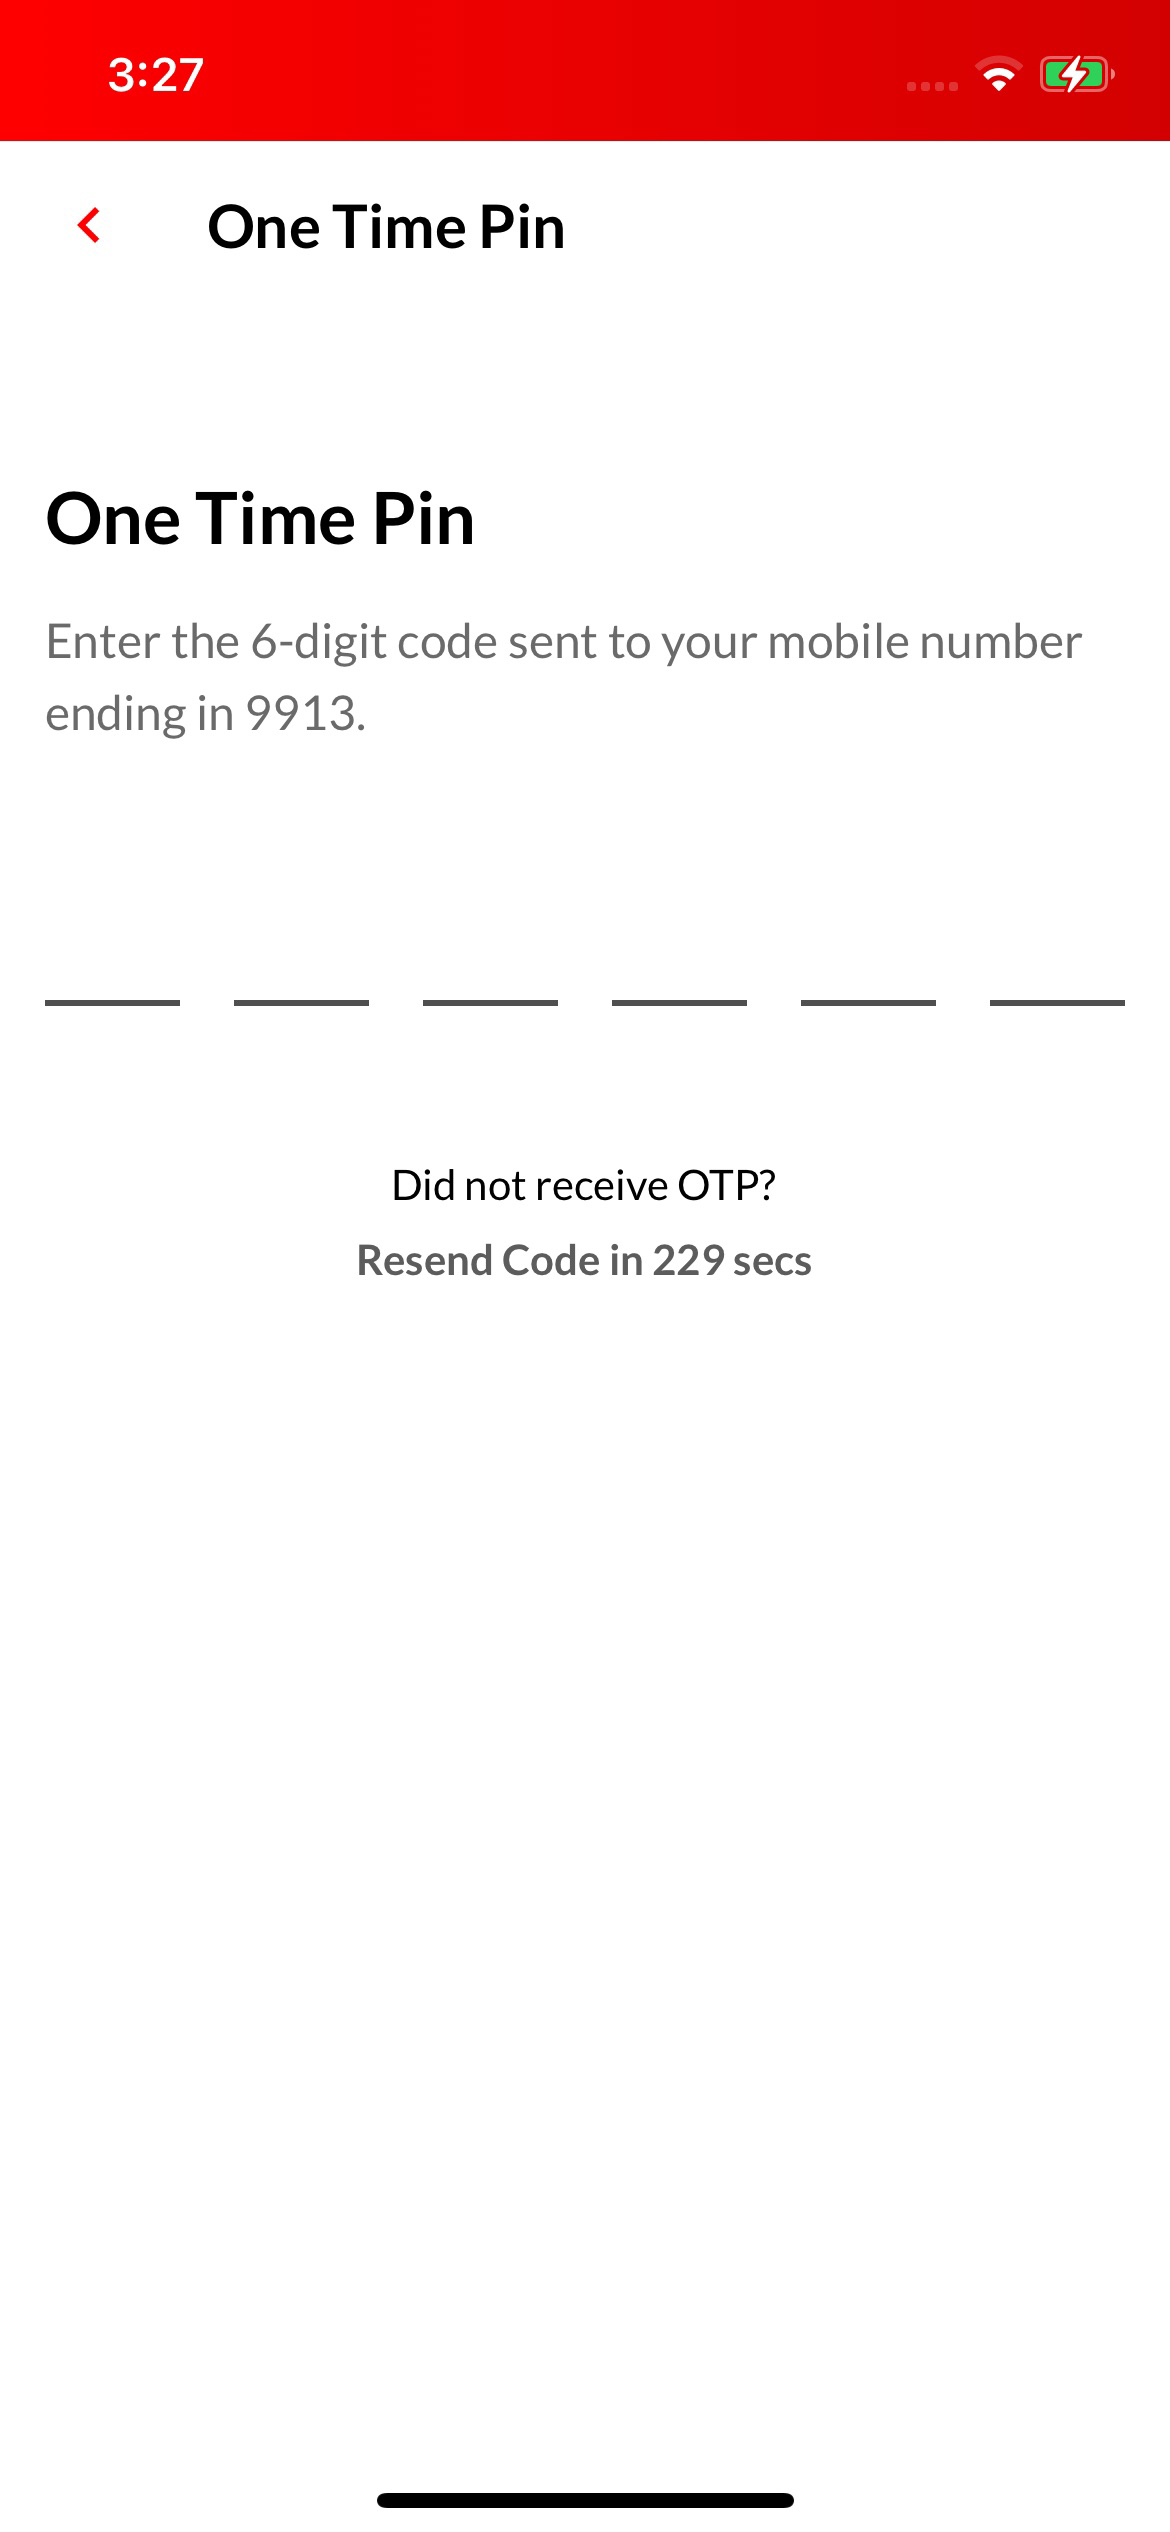 3:27
One Time Pin
One Time Pin
Enter the 6-digit code sent to your mobile number
ending in 9913.
Did not receive OTP?
Resend Code in 229 secs